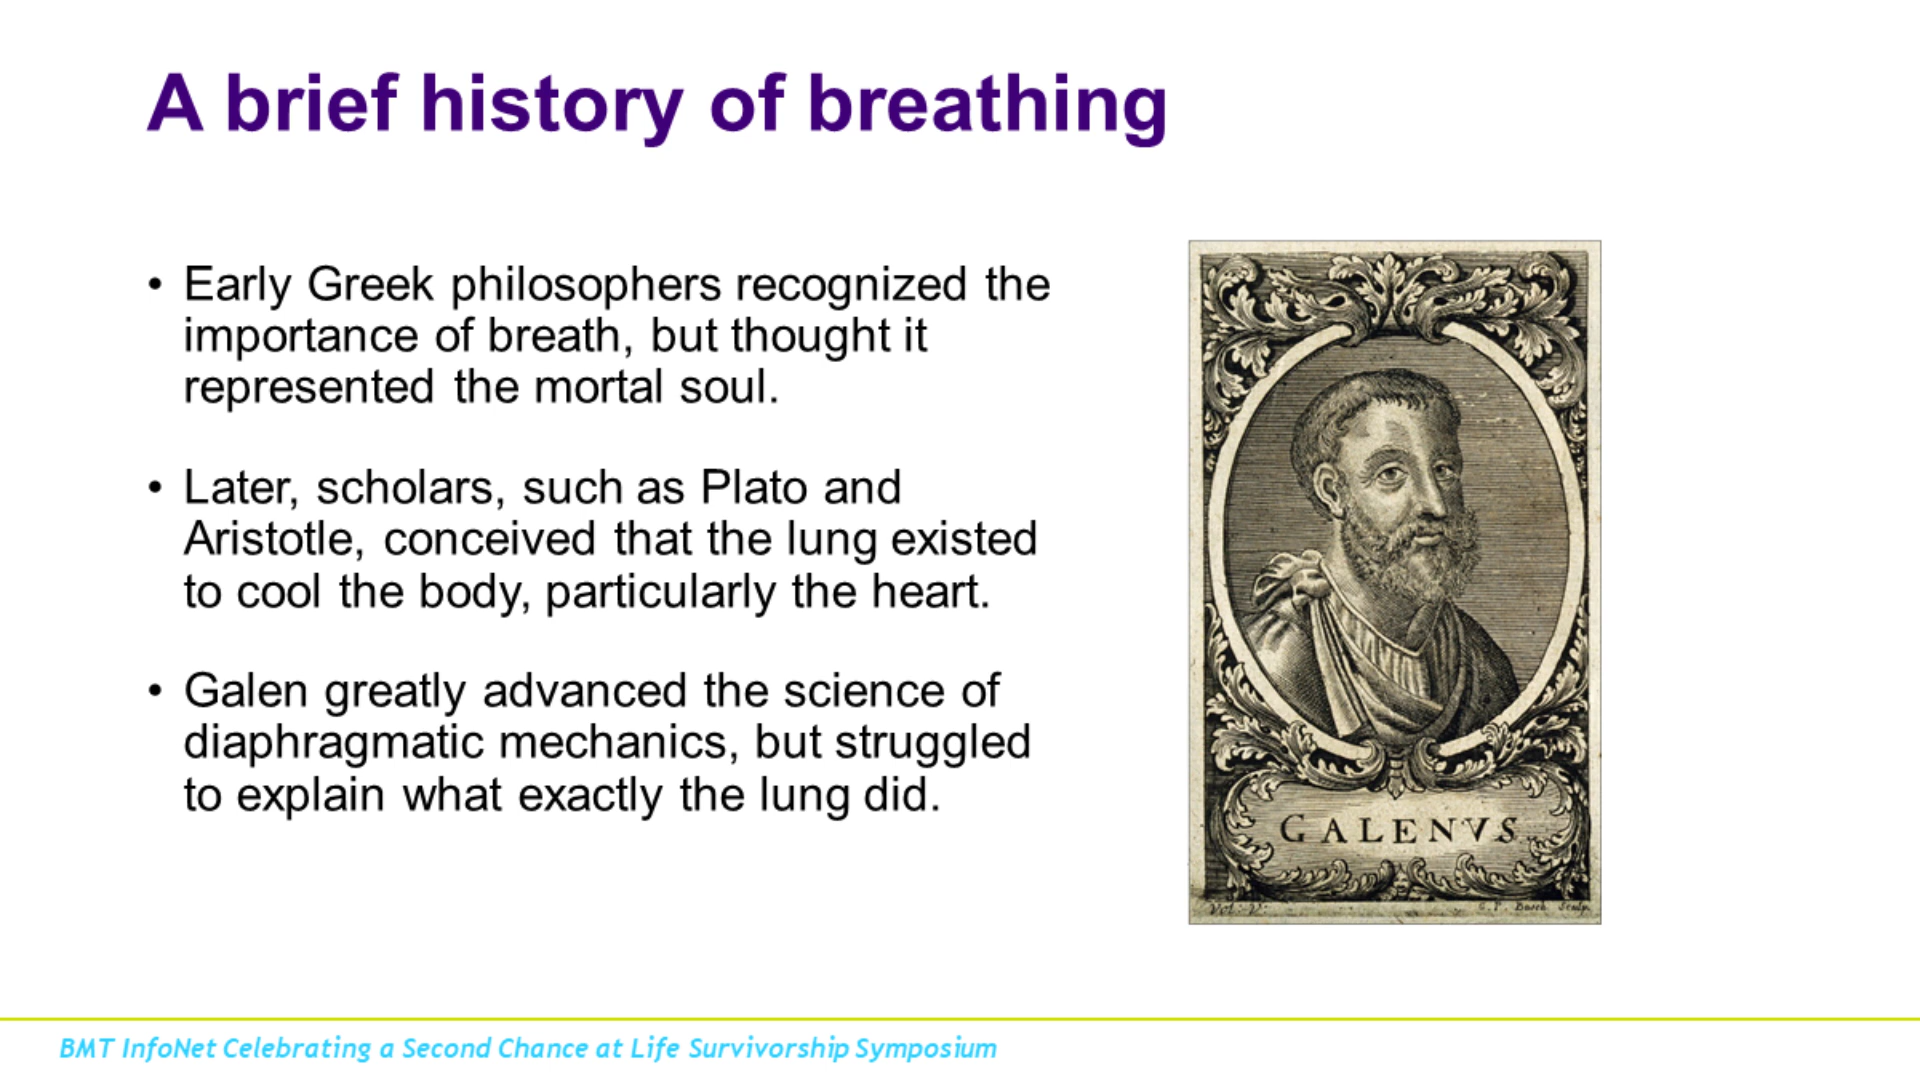 A brief history of breathing
• Early Greek philosophers recognized the
importance of breath, but thought it
represented the mortal soul.
• Later, scholars, such as Plato and
Aristotle, conceived that the lung existed
to cool the body, particularly the heart.
• Galen greatly advanced the science of
diaphragmatic mechanics, but struggled
to explain what exactly the lung did.
GALENVS
Vol: V:
G. P. Busch Sculp.
BMT InfoNet Celebrating a Second Chance at Life Survivorship Symposium